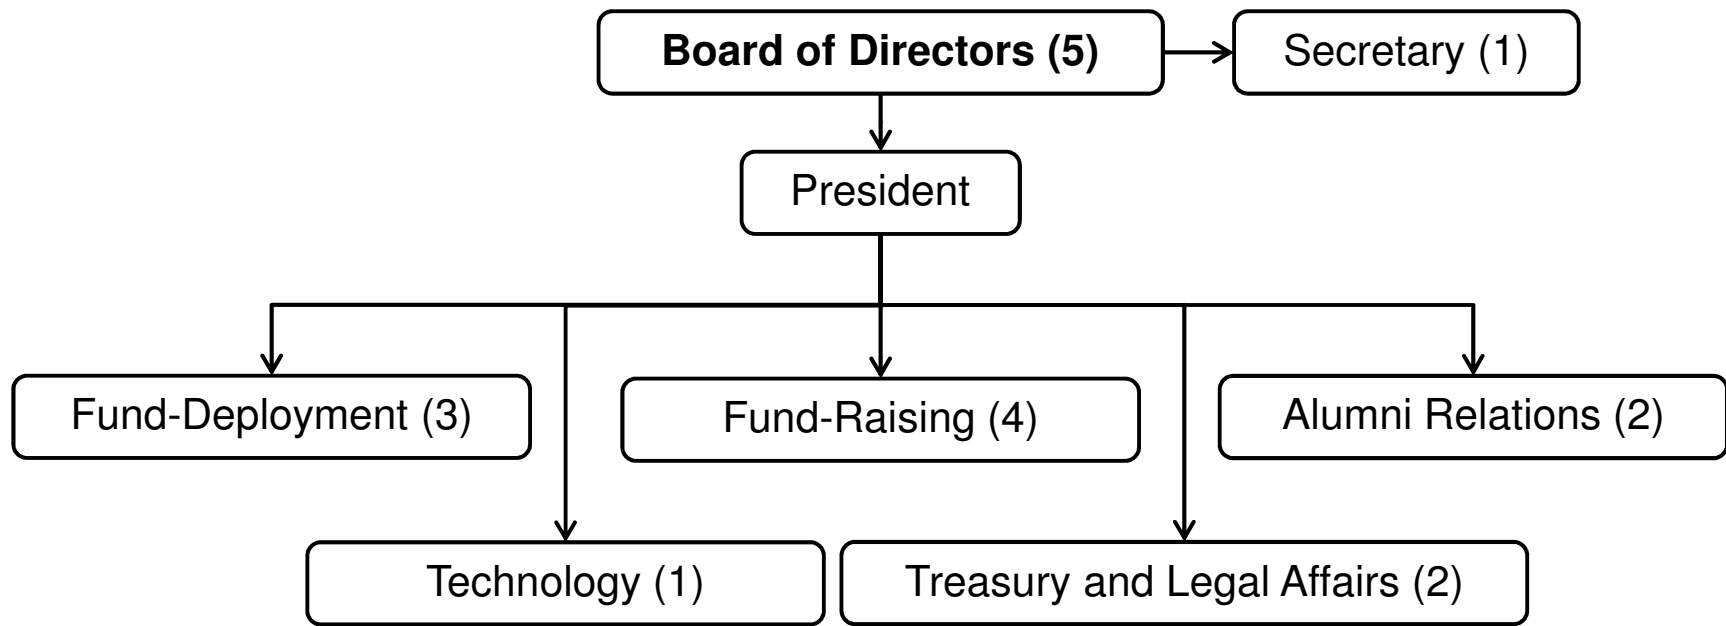 Board of Directors (5)
Secretary (1)
President
Fund-Deployment (3)
Fund-Raising (4)
Alumni Relations (2)
Technology (1)
Treasury and Legal Affairs (2)